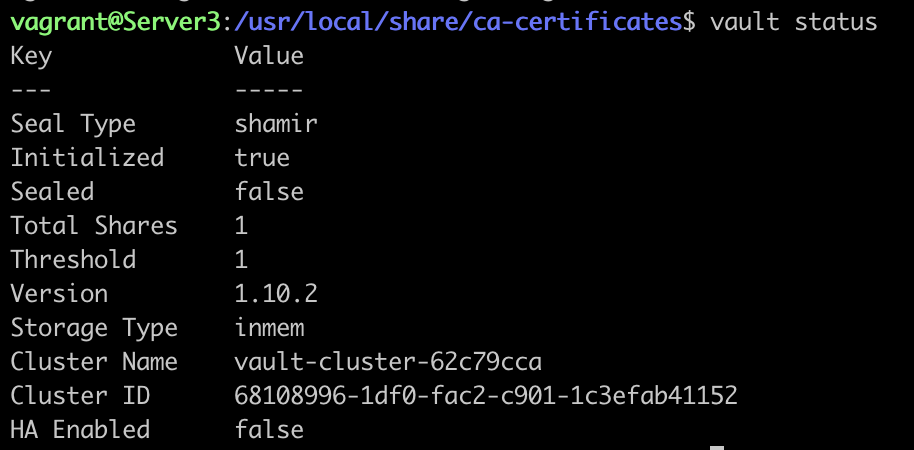 vagrant@Server3:/usr/local/share/ca-certificates$ vault status
Key             Value
---             -----
Seal Type       shamir
Initialized     true
Sealed          false
Total Shares    1
Threshold       1
Version         1.10.2
Storage Type    inmem
Cluster Name    vault-cluster-62c79cca
Cluster ID      68108996-1df0-fac2-c901-1c3efab41152
HA Enabled      false